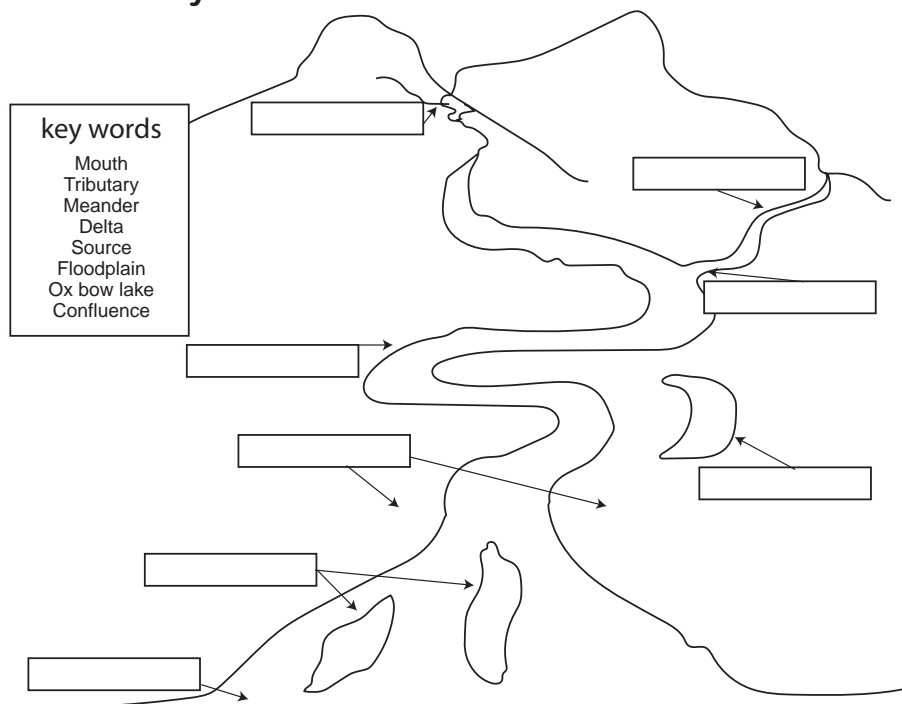 key words
Mouth
Tributary
Meander
Delta
Source
Floodplain
Ox bow lake
Confluence